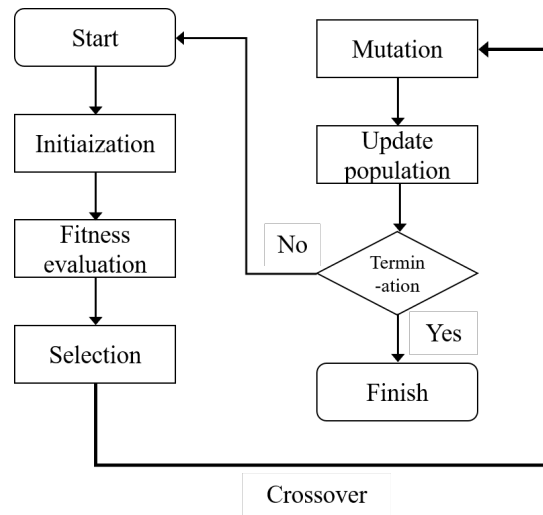 Start
Initiaization
Fitness
evaluation
Selection
Crossover
Mutation
Update
population
Termin
-ation
No
Yes
Finish